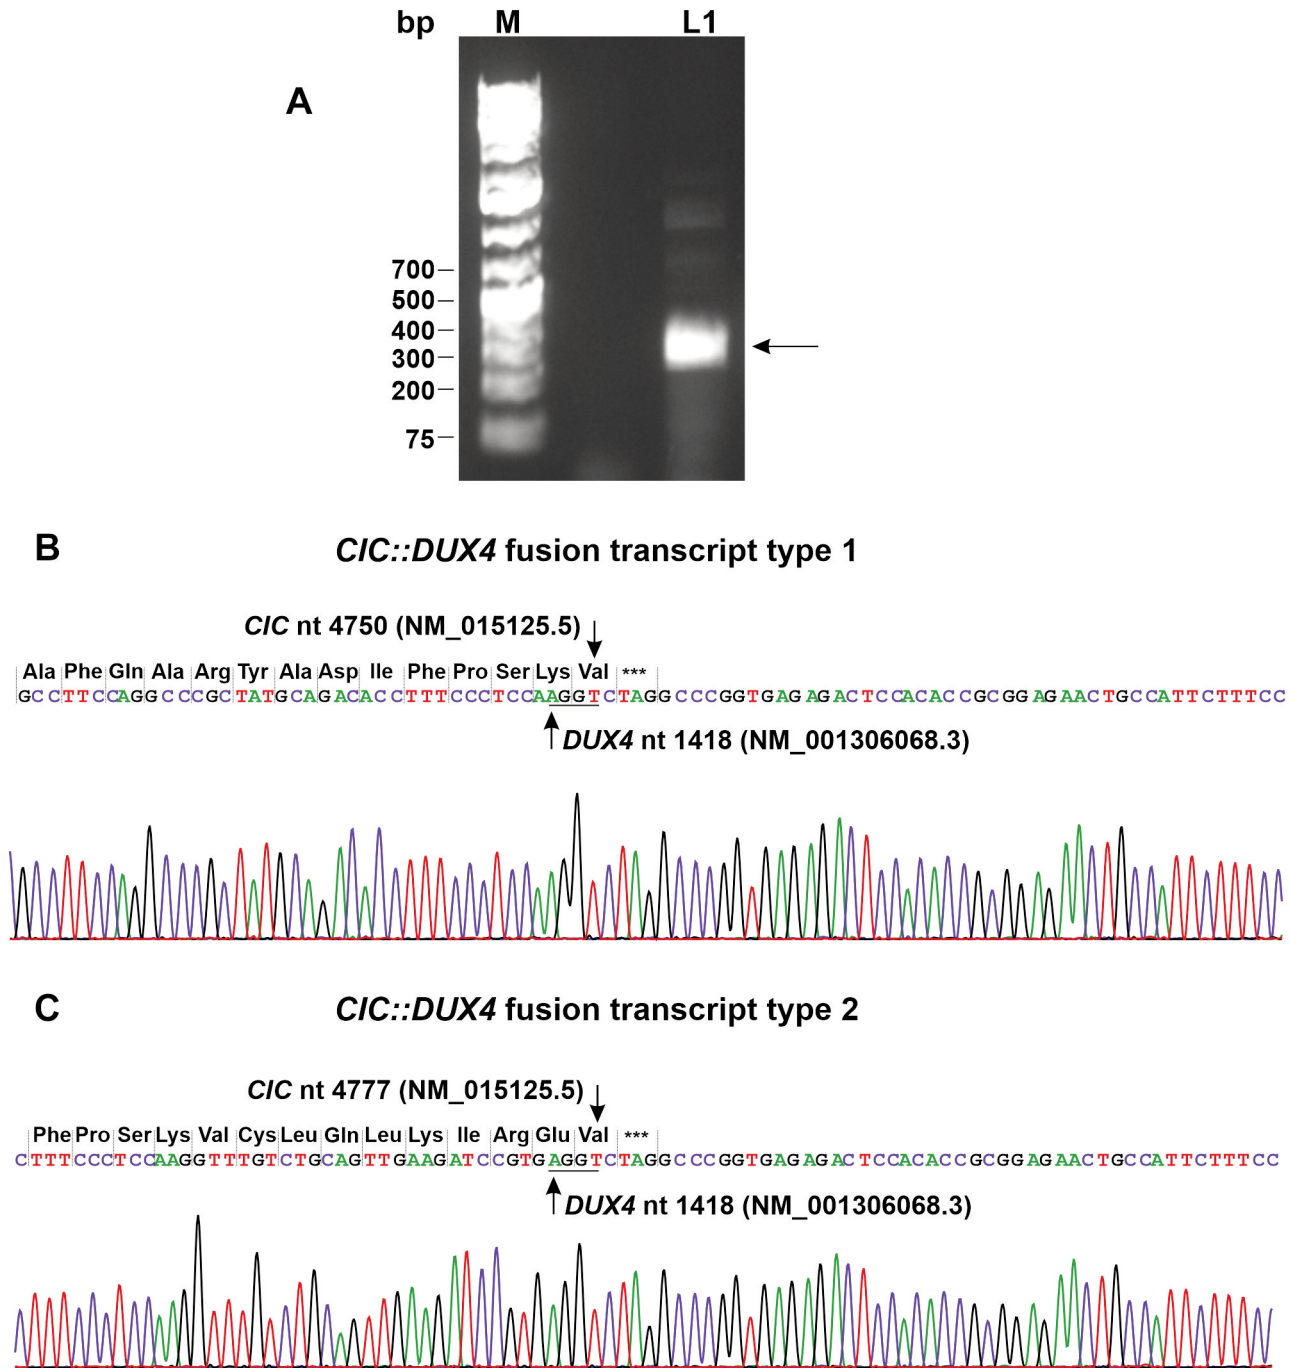 bp M L1
A
700
500
400
300
200
75
B CIC::DUX4 fusion transcript type 1
CIC nt 4750 (NM_015125.5)
Ala Phe Gln Ala Arg Tyr Ala Asp Ile Phe Pro Ser Lys Val ***
GCCTTCCAGGCCCGCTATGCAGACACCTTTCCCTCCAAGGTCTAGGCCCGGTGAGAGACTCCACACCGCGGAGAACTGCCATTCTTTCC
DUX4 nt 1418 (NM_001306068.3)
C CIC::DUX4 fusion transcript type 2
CIC nt 4777 (NM_015125.5)
Phe Pro Ser Lys Val Cys Leu Gln Leu Lys Ile Arg Glu Val ***
CTTTCCCTCCAAGGTTTGTCTGCAGTTGAAGATCCGTGAGGTCTAGGCCCGGTGAGAGACTCCACACCGCGGAGAACTGCCATTCTTTCC
DUX4 nt 1418 (NM_001306068.3)